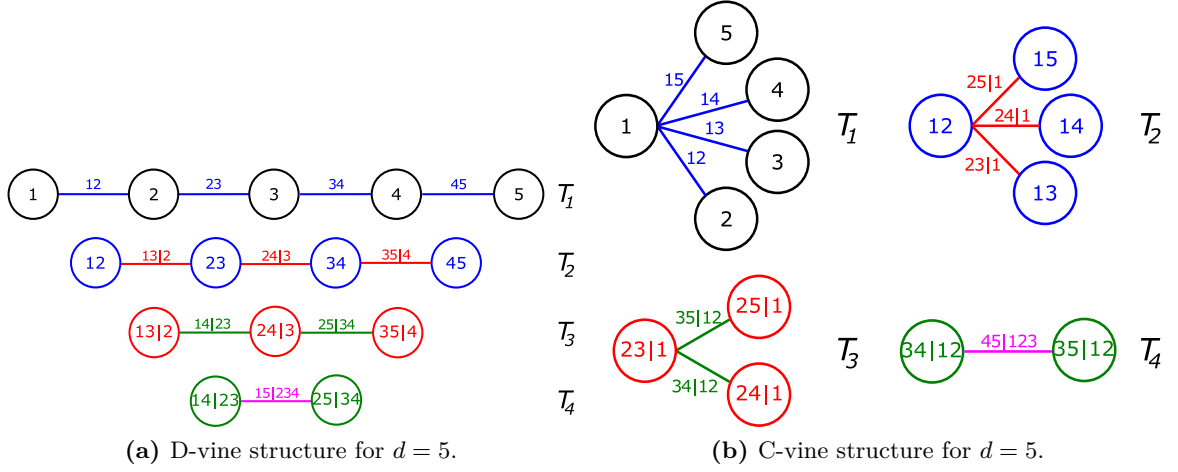 1 12 2 23 3 34 4 45 5 T1
12 13|2 23 24|3 34 35|4 45 T2
13|2 14|23 24|3 25|34 35|4 T3
14|23 15|234 25|34 T4
(a) D-vine structure for d = 5.
5
15
4
14
1
T1
13
3
12
2
15
25|1
12
24|1
14
T2
23|1
13
25|1
35|12
23|1
T3
34|12
24|1
34|12 45|123 35|12 T4
(b) C-vine structure for d = 5.